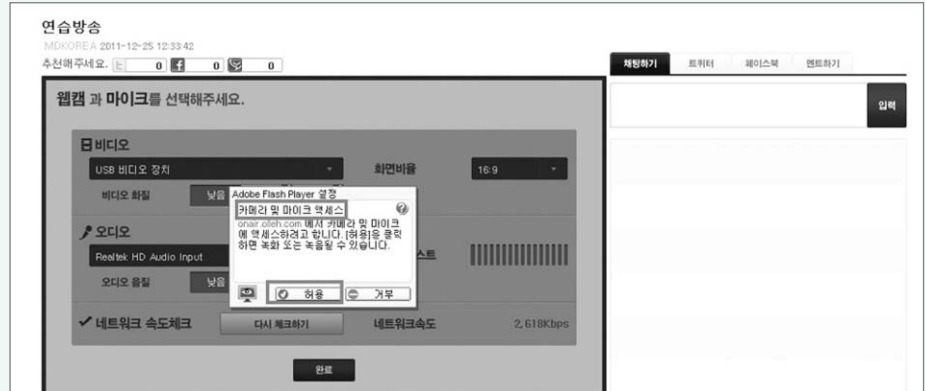 연습방송
MDKOREA 2011-12-25 12:33:42
추천해주세요. 0 0 0
채팅하기 트위터 페이스북 멘트하기
입력
웹캠 과 마이크를 선택해주세요.
비디오
USB 비디오 장치
화면비율 16:9
비디오 화질 낮음
Adobe Flash Player 설정
카메라 및 마이크 액세스
onair.olleh.com 에서 카메라 및 마이크
에 액세스하려고 합니다. [허용]을 클릭
하면 녹화 또는 녹음될 수 있습니다.
허용 거부
오디오
Realtek HD Audio Input
오디오 음질 낮음
네트워크 속도체크
다시 체크하기
네트워크속도 2,618Kbps
완료